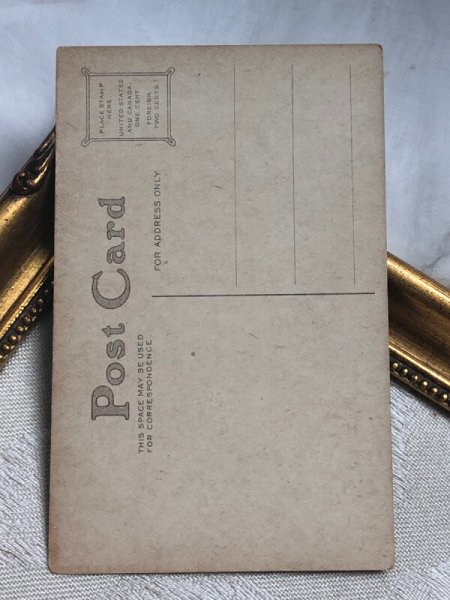 Post Card
THIS SPACE MAY BE USED
FOR CORRESPONDENCE
FOR ADDRESS ONLY
PLACE STAMP
HERE
UNITED STATES
AND CANADA,
ONE CENT
FOREIGN,
TWO CENTS.